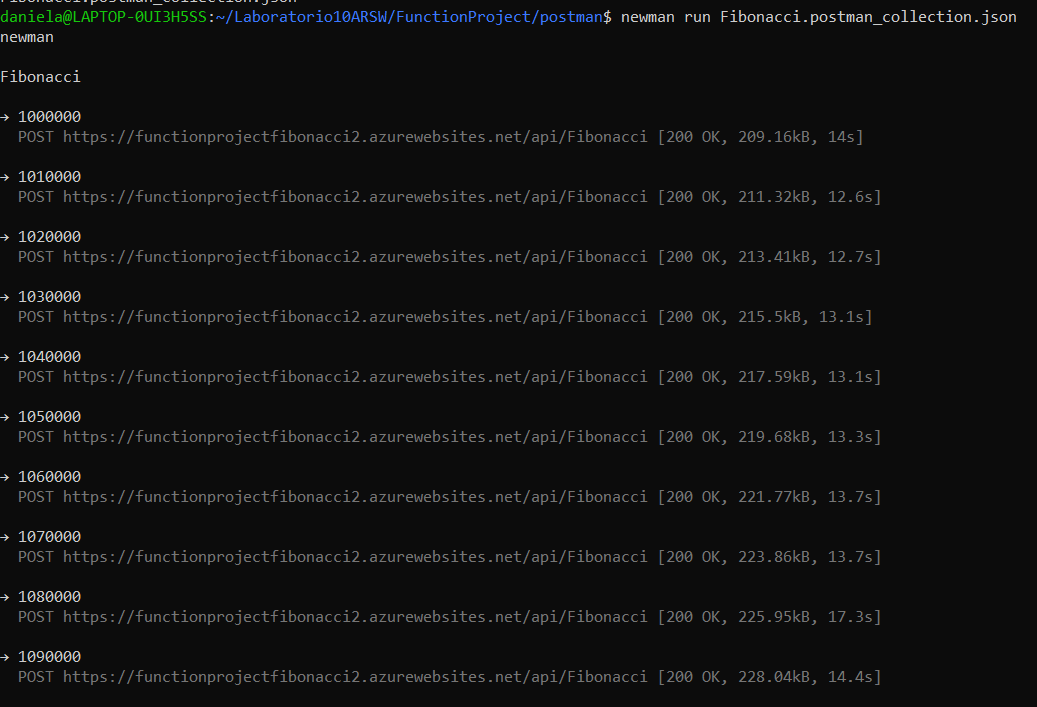 Fibonacci.postman_collection.json
daniela@LAPTOP-0UI3H5SS:~/Laboratorio10ARSW/FunctionProject/postman$ newman run Fibonacci.postman_collection.json
newman
Fibonacci
→ 1000000
POST https://functionprojectfibonacci2.azurewebsites.net/api/Fibonacci [200 OK, 209.16kB, 14s]
→ 1010000
POST https://functionprojectfibonacci2.azurewebsites.net/api/Fibonacci [200 OK, 211.32kB, 12.6s]
→ 1020000
POST https://functionprojectfibonacci2.azurewebsites.net/api/Fibonacci [200 OK, 213.41kB, 12.7s]
→ 1030000
POST https://functionprojectfibonacci2.azurewebsites.net/api/Fibonacci [200 OK, 215.5kB, 13.1s]
→ 1040000
POST https://functionprojectfibonacci2.azurewebsites.net/api/Fibonacci [200 OK, 217.59kB, 13.1s]
→ 1050000
POST https://functionprojectfibonacci2.azurewebsites.net/api/Fibonacci [200 OK, 219.68kB, 13.3s]
→ 1060000
POST https://functionprojectfibonacci2.azurewebsites.net/api/Fibonacci [200 OK, 221.77kB, 13.7s]
→ 1070000
POST https://functionprojectfibonacci2.azurewebsites.net/api/Fibonacci [200 OK, 223.86kB, 13.7s]
→ 1080000
POST https://functionprojectfibonacci2.azurewebsites.net/api/Fibonacci [200 OK, 225.95kB, 17.3s]
→ 1090000
POST https://functionprojectfibonacci2.azurewebsites.net/api/Fibonacci [200 OK, 228.04kB, 14.4s]